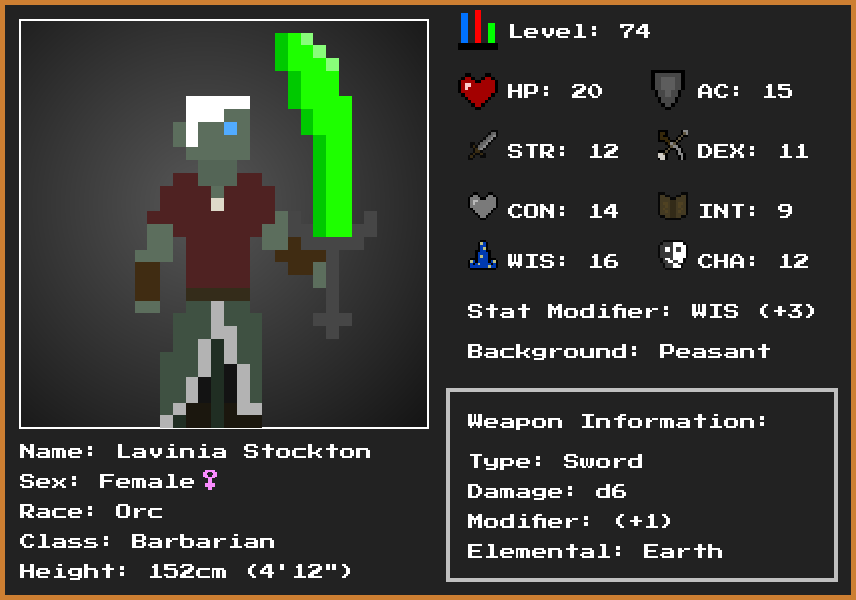 Level: 74
HP: 20
AC: 15
STR: 12
DEX: 11
CON: 14
INT: 9
WIS: 16
CHA: 12
Stat Modifier: WIS (+3)
Background: Peasant
Weapon Information:
Type: Sword
Damage: d6
Modifier: (+1)
Elemental: Earth
Name: Lavinia Stockton
Sex: Female♀
Race: Orc
Class: Barbarian
Height: 152cm (4'12")